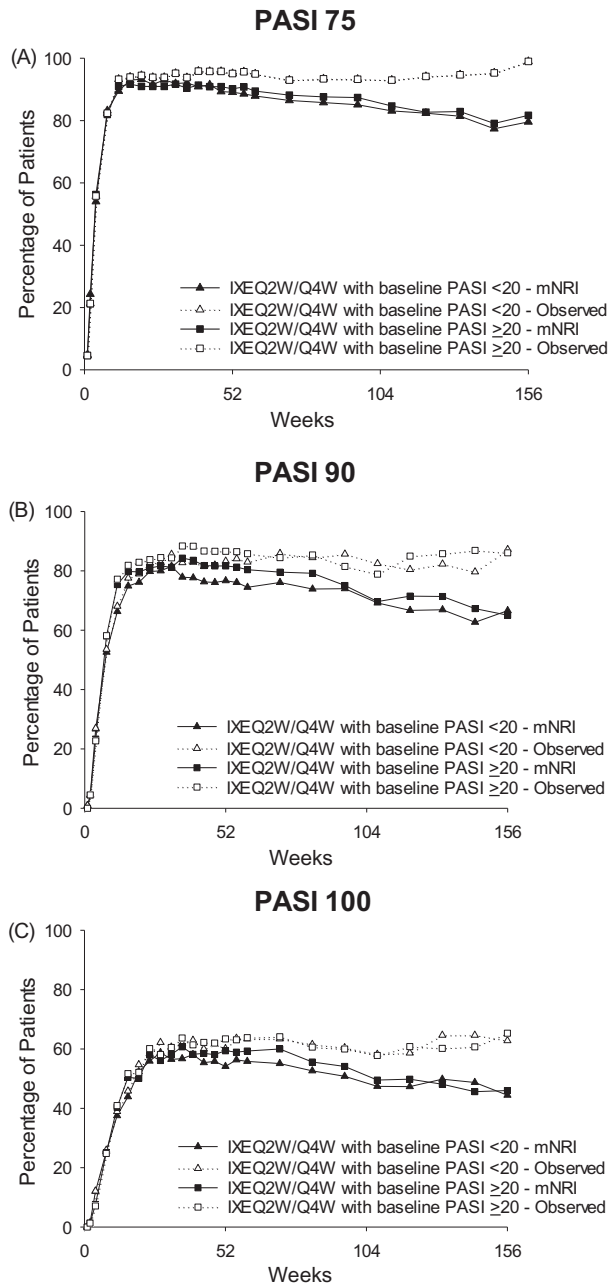 PASI 75
(A)
100
80
60
40
20
0
Percentage of Patients
IXEQ2W/Q4W with baseline PASI <20 - mNRI
IXEQ2W/Q4W with baseline PASI <20 - Observed
IXEQ2W/Q4W with baseline PASI ≥20 - mNRI
IXEQ2W/Q4W with baseline PASI ≥20 - Observed
0 52 104 156
Weeks
PASI 90
(B)
100
80
60
40
20
0
Percentage of Patients
IXEQ2W/Q4W with baseline PASI <20 - mNRI
IXEQ2W/Q4W with baseline PASI <20 - Observed
IXEQ2W/Q4W with baseline PASI ≥20 - mNRI
IXEQ2W/Q4W with baseline PASI ≥20 - Observed
0 52 104 156
Weeks
PASI 100
(C)
100
80
60
40
20
0
Percentage of Patients
IXEQ2W/Q4W with baseline PASI <20 - mNRI
IXEQ2W/Q4W with baseline PASI <20 - Observed
IXEQ2W/Q4W with baseline PASI ≥20 - mNRI
IXEQ2W/Q4W with baseline PASI ≥20 - Observed
0 52 104 156
Weeks